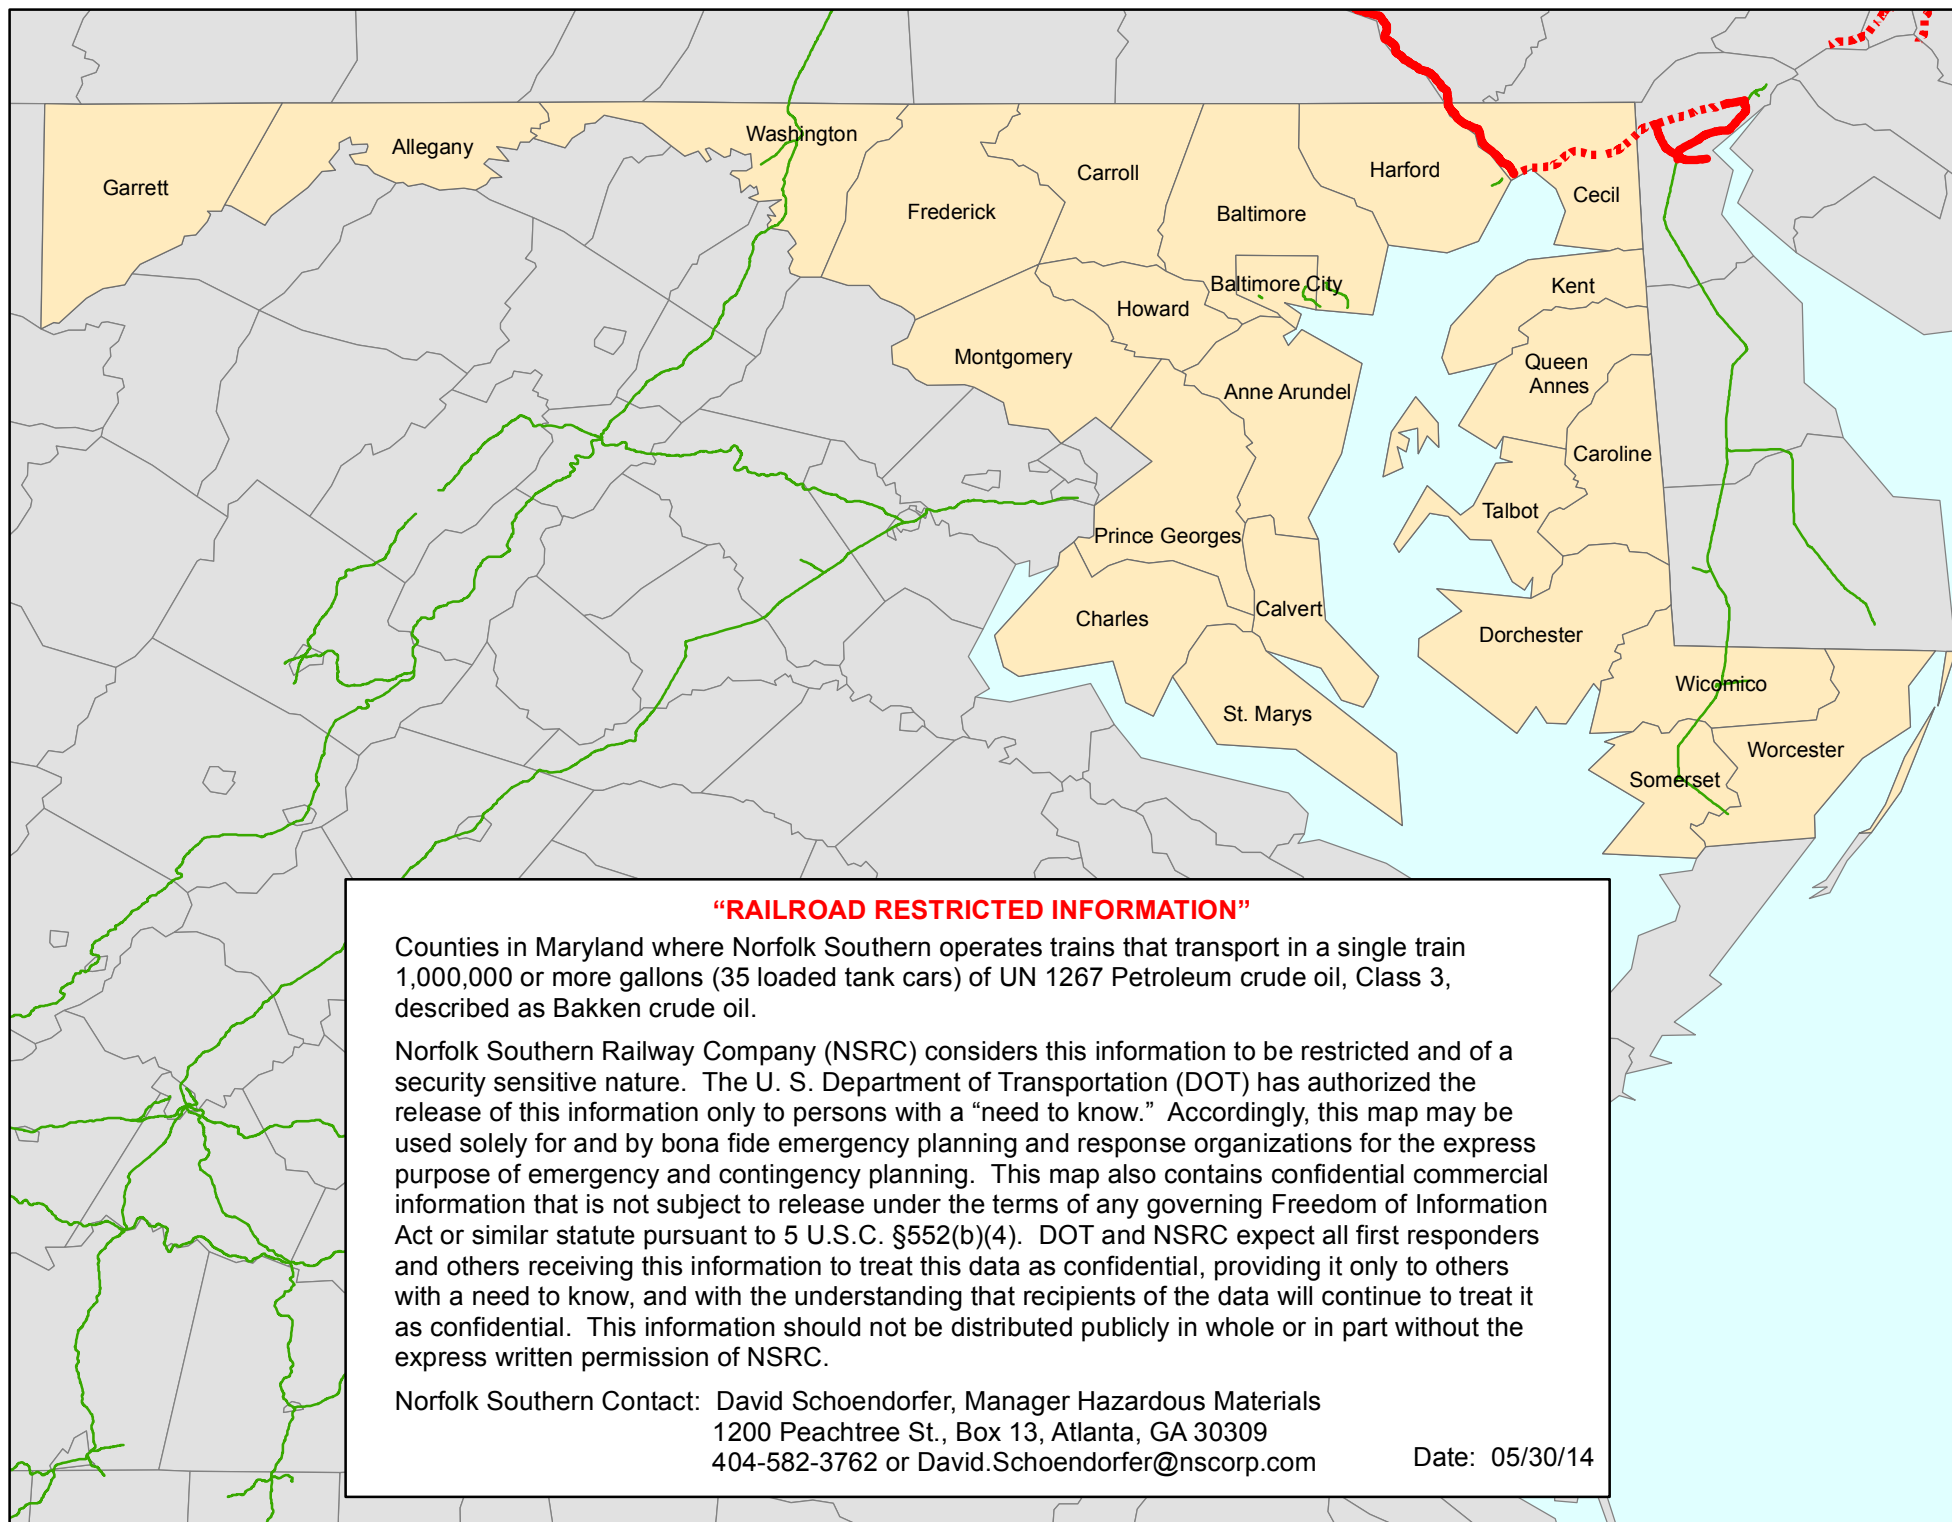 Washington
Allegany
Garrett
Carroll
Harford
Cecil
Frederick
Baltimore
Baltimore City
Kent
Howard
Montgomery
Queen
Annes
Anne Arundel
Caroline
Talbot
Prince Georges
Charles
Calvert
Dorchester
Wicomico
St. Marys
Worcester
Somerset
“RAILROAD RESTRICTED INFORMATION”
Counties in Maryland where Norfolk Southern operates trains that transport in a single train
1,000,000 or more gallons (35 loaded tank cars) of UN 1267 Petroleum crude oil, Class 3,
described as Bakken crude oil.
Norfolk Southern Railway Company (NSRC) considers this information to be restricted and of a
security sensitive nature.  The U. S. Department of Transportation (DOT) has authorized the
release of this information only to persons with a “need to know.”  Accordingly, this map may be
used solely for and by bona fide emergency planning and response organizations for the express
purpose of emergency and contingency planning.  This map also contains confidential commercial
information that is not subject to release under the terms of any governing Freedom of Information
Act or similar statute pursuant to 5 U.S.C. §552(b)(4).  DOT and NSRC expect all first responders
and others receiving this information to treat this data as confidential, providing it only to others
with a need to know, and with the understanding that recipients of the data will continue to treat it
as confidential.  This information should not be distributed publicly in whole or in part without the
express written permission of NSRC.
Norfolk Southern Contact:  David Schoendorfer, Manager Hazardous Materials
1200 Peachtree St., Box 13, Atlanta, GA 30309
404-582-3762 or David.Schoendorfer@nscorp.com
Date:  05/30/14